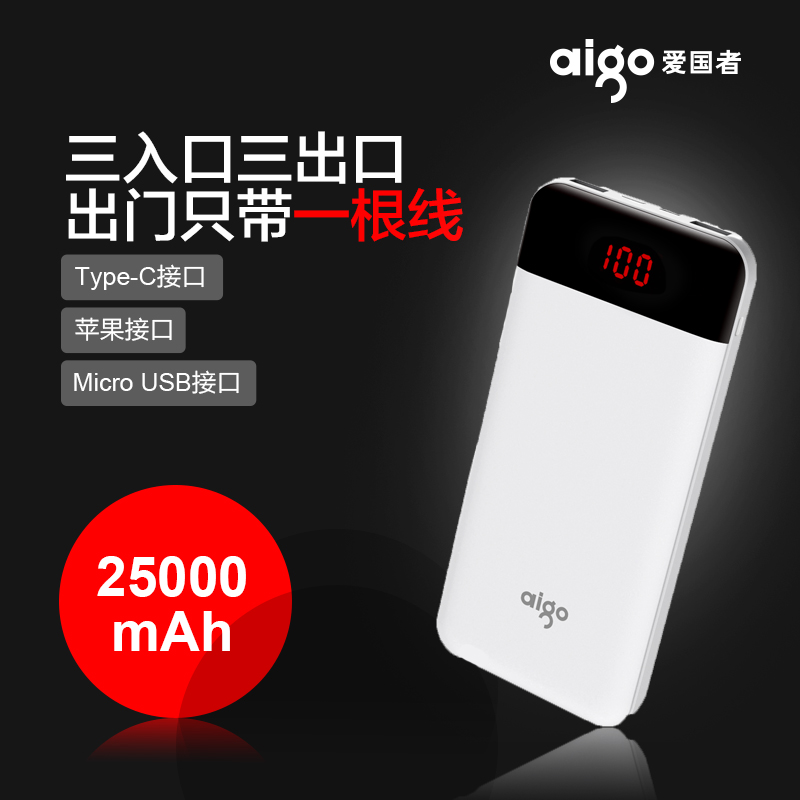 aigo 爱国者
三入口三出口
出门只带一根线
Type-C接口
苹果接口
Micro USB接口
100
25000
mAh
aigo